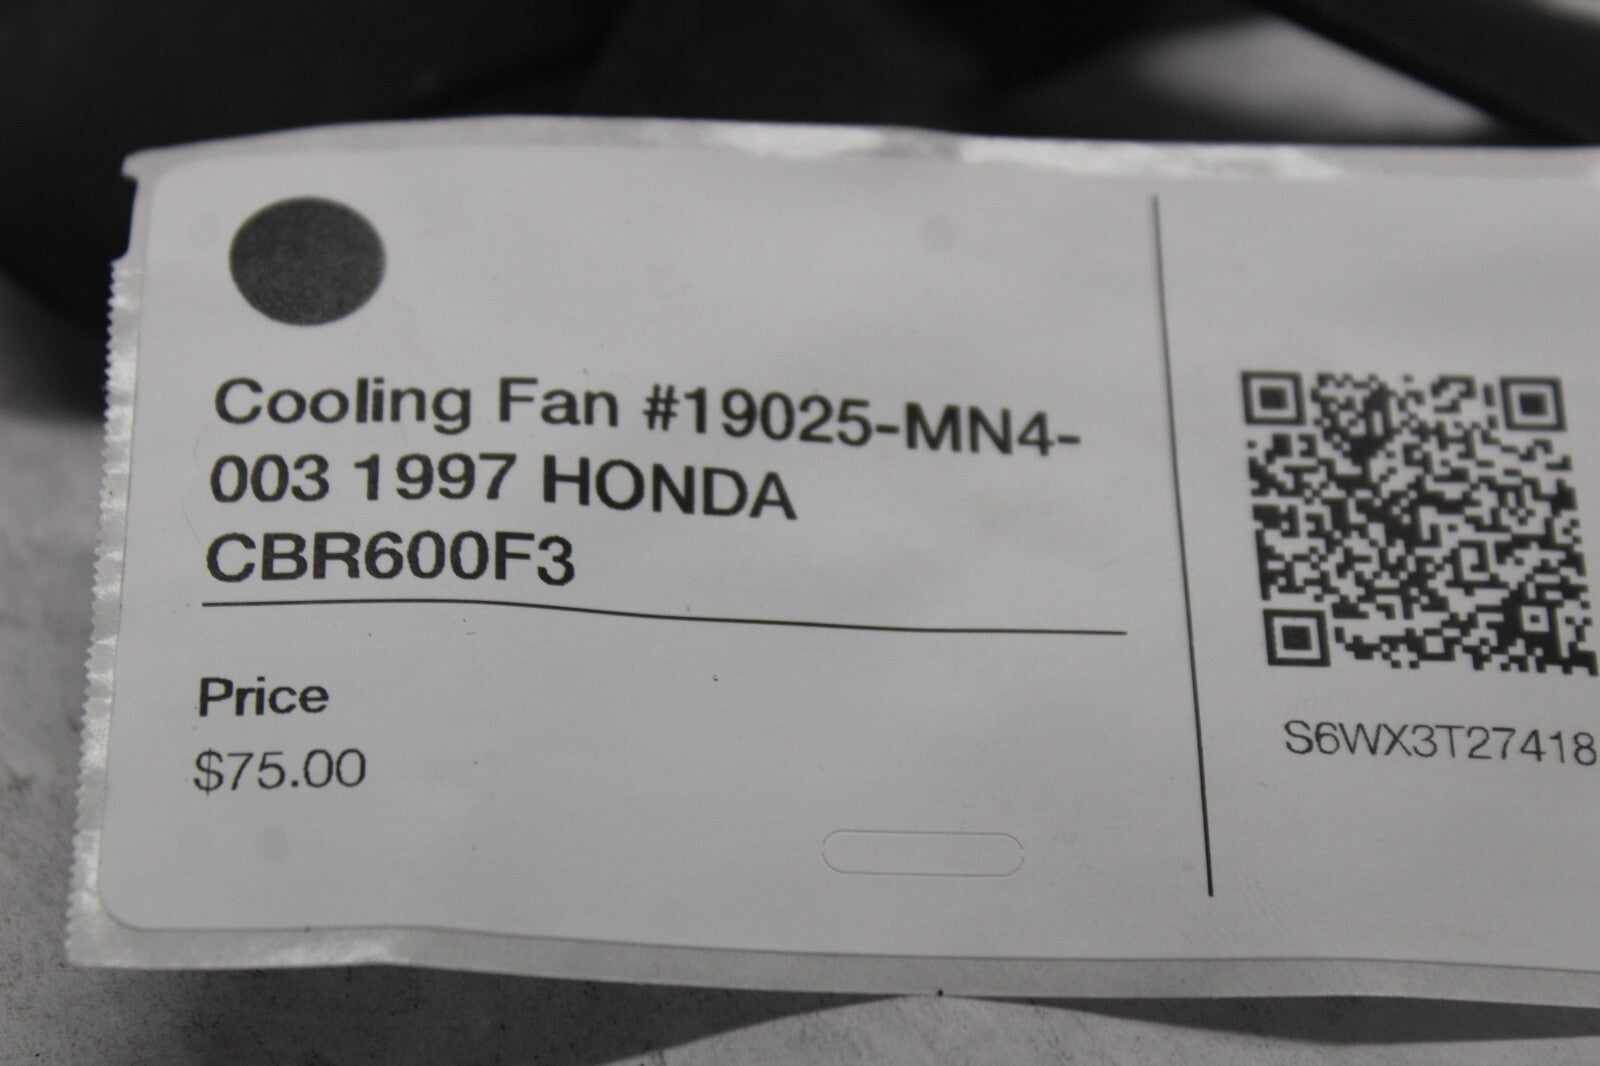 Cooling Fan #19025-MN4-
003 1997 HONDA
CBR600F3
Price
$75.00
S6WX3T27418